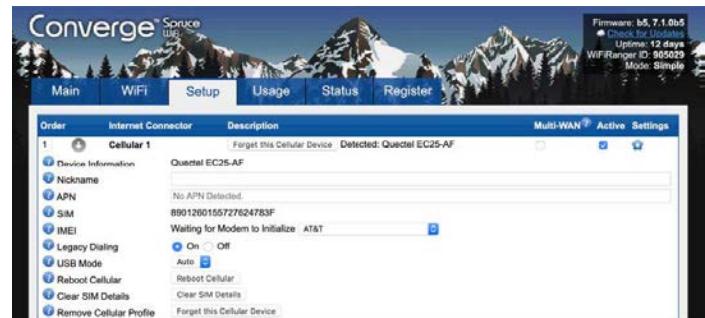 Converge™ Spruce
WiFi
Firmware: b5, 7.1.0b5
Check for Updates
Uptime: 12 days
WiFiRanger ID: 905029
Mode: Simple
Main WiFi Setup Usage Status Register
Order Internet Connector Description Multi-WAN Active Settings
1 Cellular 1 Forget this Cellular Device Detected: Quectel EC25-AF
Device Information Quectel EC25-AF
Nickname
APN No APN Detected.
SIM 8901260155727624783F
IMEI Waiting for Modem to Initialize AT&T
Legacy Dialing On Off
USB Mode Auto
Reboot Cellular Reboot Cellular
Clear SIM Details Clear SIM Details
Remove Cellular Profile Forget this Cellular Device